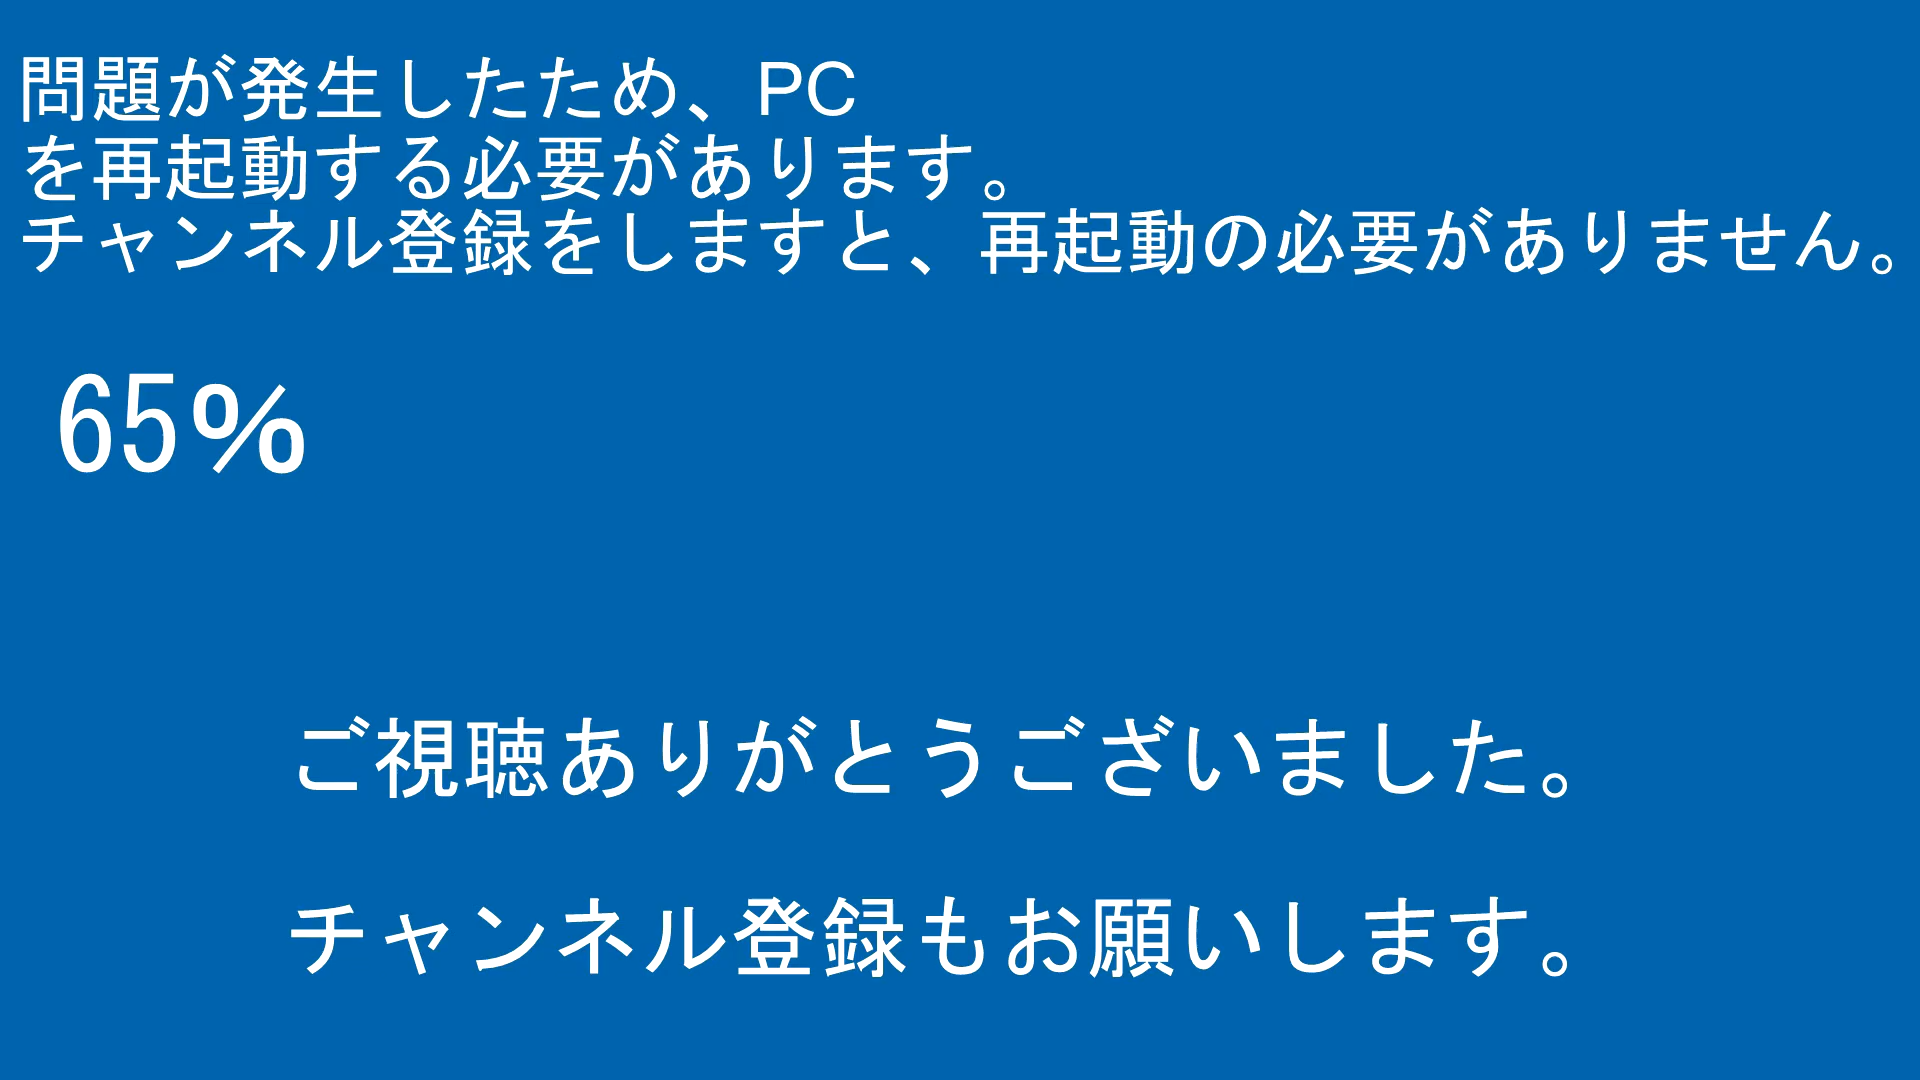 問題が発生したため、PC
を再起動する必要があります。
チャンネル登録をしますと、再起動の必要がありません。
65%
ご視聴ありがとうございました。
チャンネル登録もお願いします。